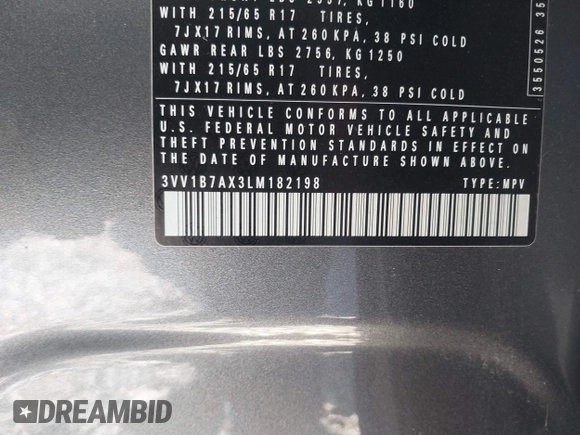 KG 1160
WITH 215/65 R17 TIRES,
7JX17 RIMS, AT 260 KPA, 38 PSI COLD
GAWR REAR LBS 2756, KG 1250
WITH 215/65 R17 TIRES,
7JX17 RIMS, AT 260 KPA, 38 PSI COLD
THIS VEHICLE CONFORMS TO ALL APPLICABLE
U.S. FEDERAL MOTOR VEHICLE SAFETY AND
THEFT PREVENTION STANDARDS IN EFFECT ON
THE DATE OF MANUFACTURE SHOWN ABOVE.
3VV1B7AX3LM182198 TYPE: MPV
3550526 35
DREAMBID